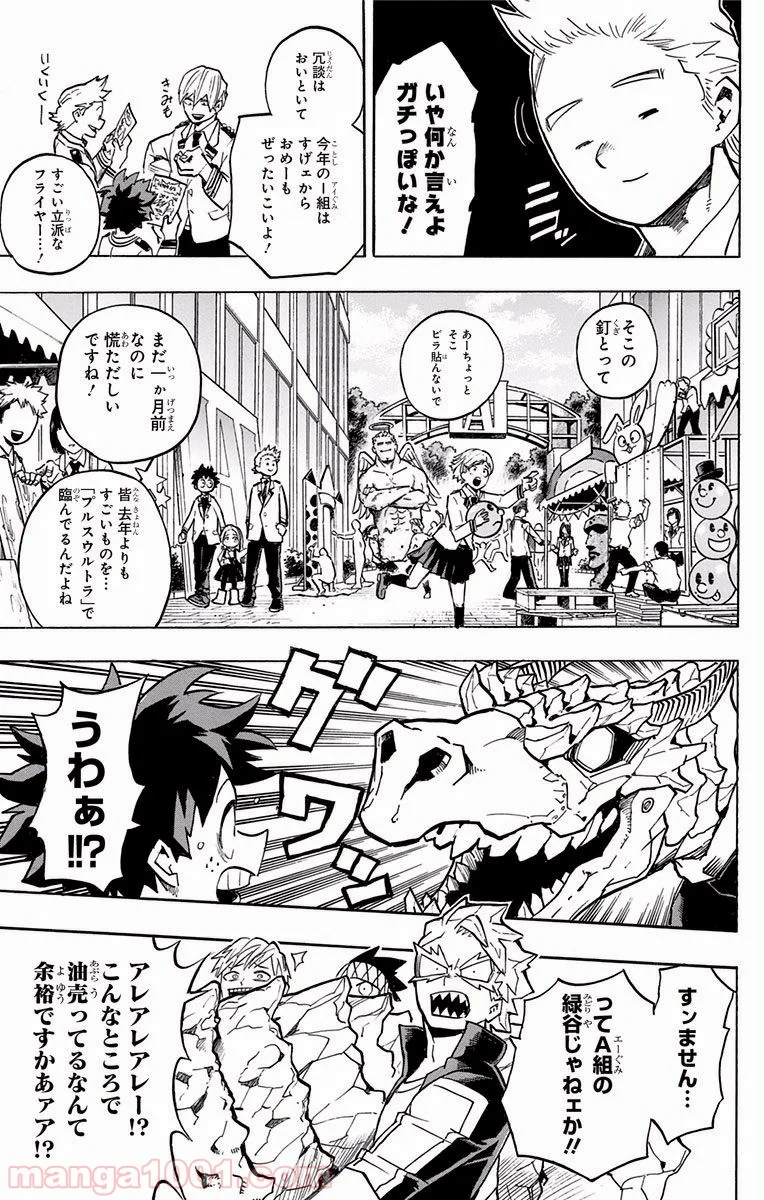 いや何か言えよ
ガチっぽいな!
冗談は
おいといて
今年のI組は
すげェから
おめーも
ぜったいこいよ!
さみも
いくいくー
すごい立派な
フライヤー…!
そこの
釘とって
あーちょっと
そこ
ビラ貼んないで
まだ一か月前
なのに
慌ただしい
ですね!
皆 去年よりも
すごいものを…
「プルスウルトラ」で
臨んでるんだよね
グワッ
うわぁ!!?
すンません…
ってA組の
緑谷じゃねェか!!
アレアレアレー!?
こんなところで
油売ってるなんて
余裕ですかあァア!?
manga1001.com